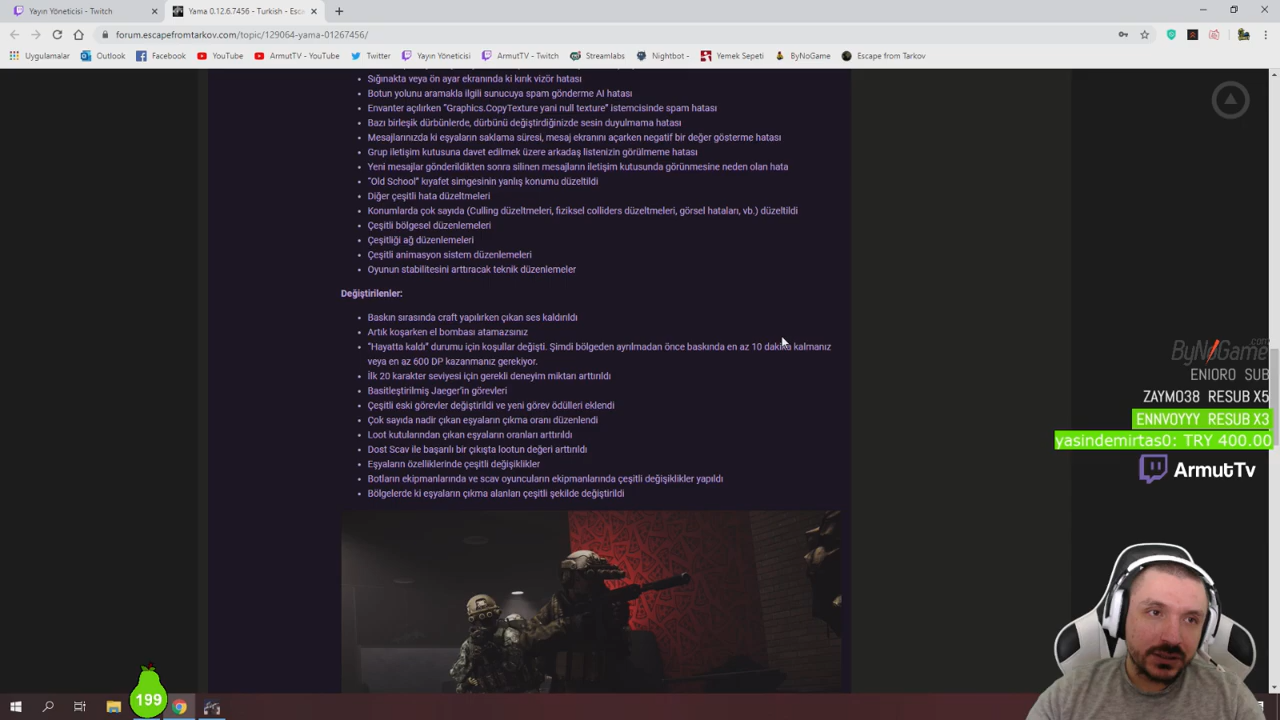 Yayın Yöneticisi - Twitch
Yama 0.12.6.7456 - Turkish - Esc
forum.escapefromtarkov.com/topic/129064-yama-01267456/
Uygulamalar
Outlook
Facebook
YouTube
ArmutTV - YouTube
Twitter
Yayın Yöneticisi
ArmutTV - Twitch
Streamlabs
Nightbot -
Yemek Sepeti
ByNoGame
Escape from Tarkov
Sığınakta veya ön ayar ekranında ki kırık vizör hatası
Botun yolunu aramakla ilgili sunucuya spam gönderme AI hatası
Envanter açılırken "Graphics.CopyTexture yani null texture" istemcisinde spam hatası
Bazı birleşik dürbünlerde, dürbünü değiştirdiğinizde sesin duyulmama hatası
Mesajlarınızda ki eşyaların saklama süresi, mesaj ekranını açarken negatif bir değer gösterme hatası
Grup iletişim kutusuna davet edilmek üzere arkadaş listenizin görülmeme hatası
Yeni mesajlar gönderildikten sonra silinen mesajların iletişim kutusunda görünmesine neden olan hata
"Old School" kıyafet simgesinin yanlış konumu düzeltildi
Diğer çeşitli hata düzeltmeleri
Konumlarda çok sayıda (Culling düzeltmeleri, fiziksel colliders düzeltmeleri, görsel hataları, vb.) düzeltildi
Çeşitli bölgesel düzenlemeleri
Çeşitliği ağ düzenlemeleri
Çeşitli animasyon sistem düzenlemeleri
Oyunun stabilitesini arttıracak teknik düzenlemeler
Değiştirilenler:
Baskın sırasında craft yapılırken çıkan ses kaldırıldı
Artık koşarken el bombası atamazsınız
"Hayatta kaldı" durumu için koşullar değişti. Şimdi bölgeden ayrılmadan önce baskında en az 10 dakika kalmanız
veya en az 600 DP kazanmanız gerekiyor.
İlk 20 karakter seviyesi için gerekli deneyim miktarı arttırıldı
Basitleştirilmiş Jaeger'in görevleri
Çeşitli eski görevler değiştirildi ve yeni görev ödülleri eklendi
Çok sayıda nadir çıkan eşyaların çıkma oranı düzenlendi
Loot kutularından çıkan eşyaların oranları arttırıldı
Dost Scav ile başarılı bir çıkışta lootun değeri arttırıldı
Eşyaların özelliklerinde çeşitli değişiklikler
Botların ekipmanlarında ve scav oyuncuların ekipmanlarında çeşitli değişiklikler yapıldı
Bölgelerde ki eşyaların çıkma alanları çeşitli şekilde değiştirildi
ByNoGame.com
ENIORO SUB
ZAYMO38 RESUB X5
ENNVOYYY RESUB X3
yasindemirtas0: TRY 400.00
ArmutTv
199